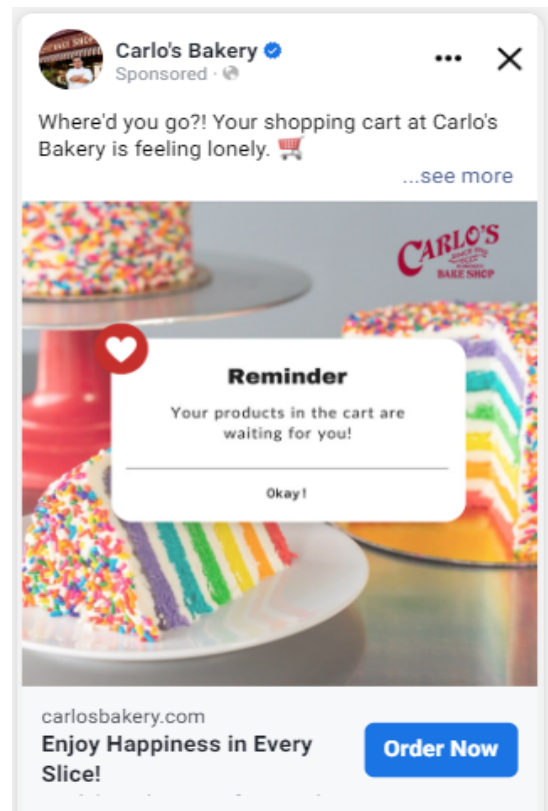 Carlo's Bakery
Sponsored ·
Where'd you go?! Your shopping cart at Carlo's
Bakery is feeling lonely. 🛒
...see more
CARLO'S
BAKE SHOP
Reminder
Your products in the cart are
waiting for you!
Okay!
carlosbakery.com
Enjoy Happiness in Every
Slice!
Order Now